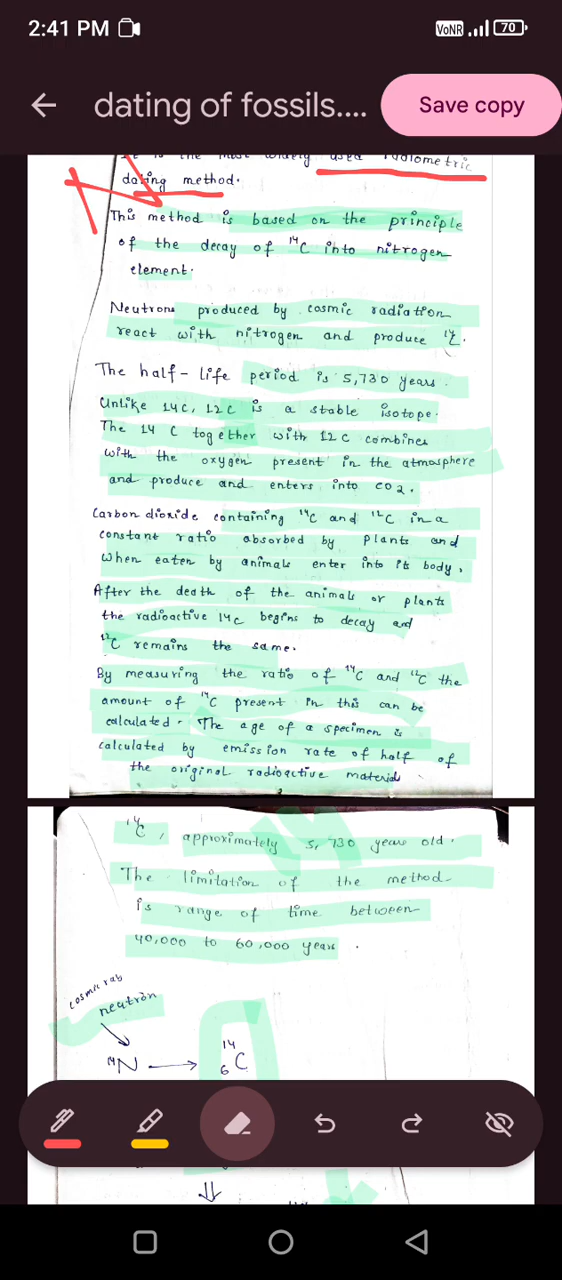 2:41 PM
VoNR 70
dating of fossils....
Save copy
It is the most widely used radiometric
dating method.
This method is based on the principle
of the decay of 14C into nitrogen
element.
Neutrons produced by cosmic radiation
react with nitrogen and produce 14C.
The half-life period is 5,730 years.
Unlike 14C, 12C is a stable isotope.
The 14 C together with 12 C combines
with the oxygen present in the atmosphere
and produce and enters into CO2.
Carbon dioxide containing 14C and 12C in a
constant ratio absorbed by plants and
when eaten by animals enter into its body,
After the death of the animals or plants
the radioactive 14C begins to decay and
12C remains the same.
By measuring the ratio of 14C and 12C the
amount of 14C present in this can be
calculated. The age of a specimen is
calculated by emission rate of half of
the original radioactive material
14C, approximately 5,730 years old.
The limitation of the method
is range of time between
40,000 to 60,000 years.
cosmic ray
neutron
14N → 14 6 C
⇓